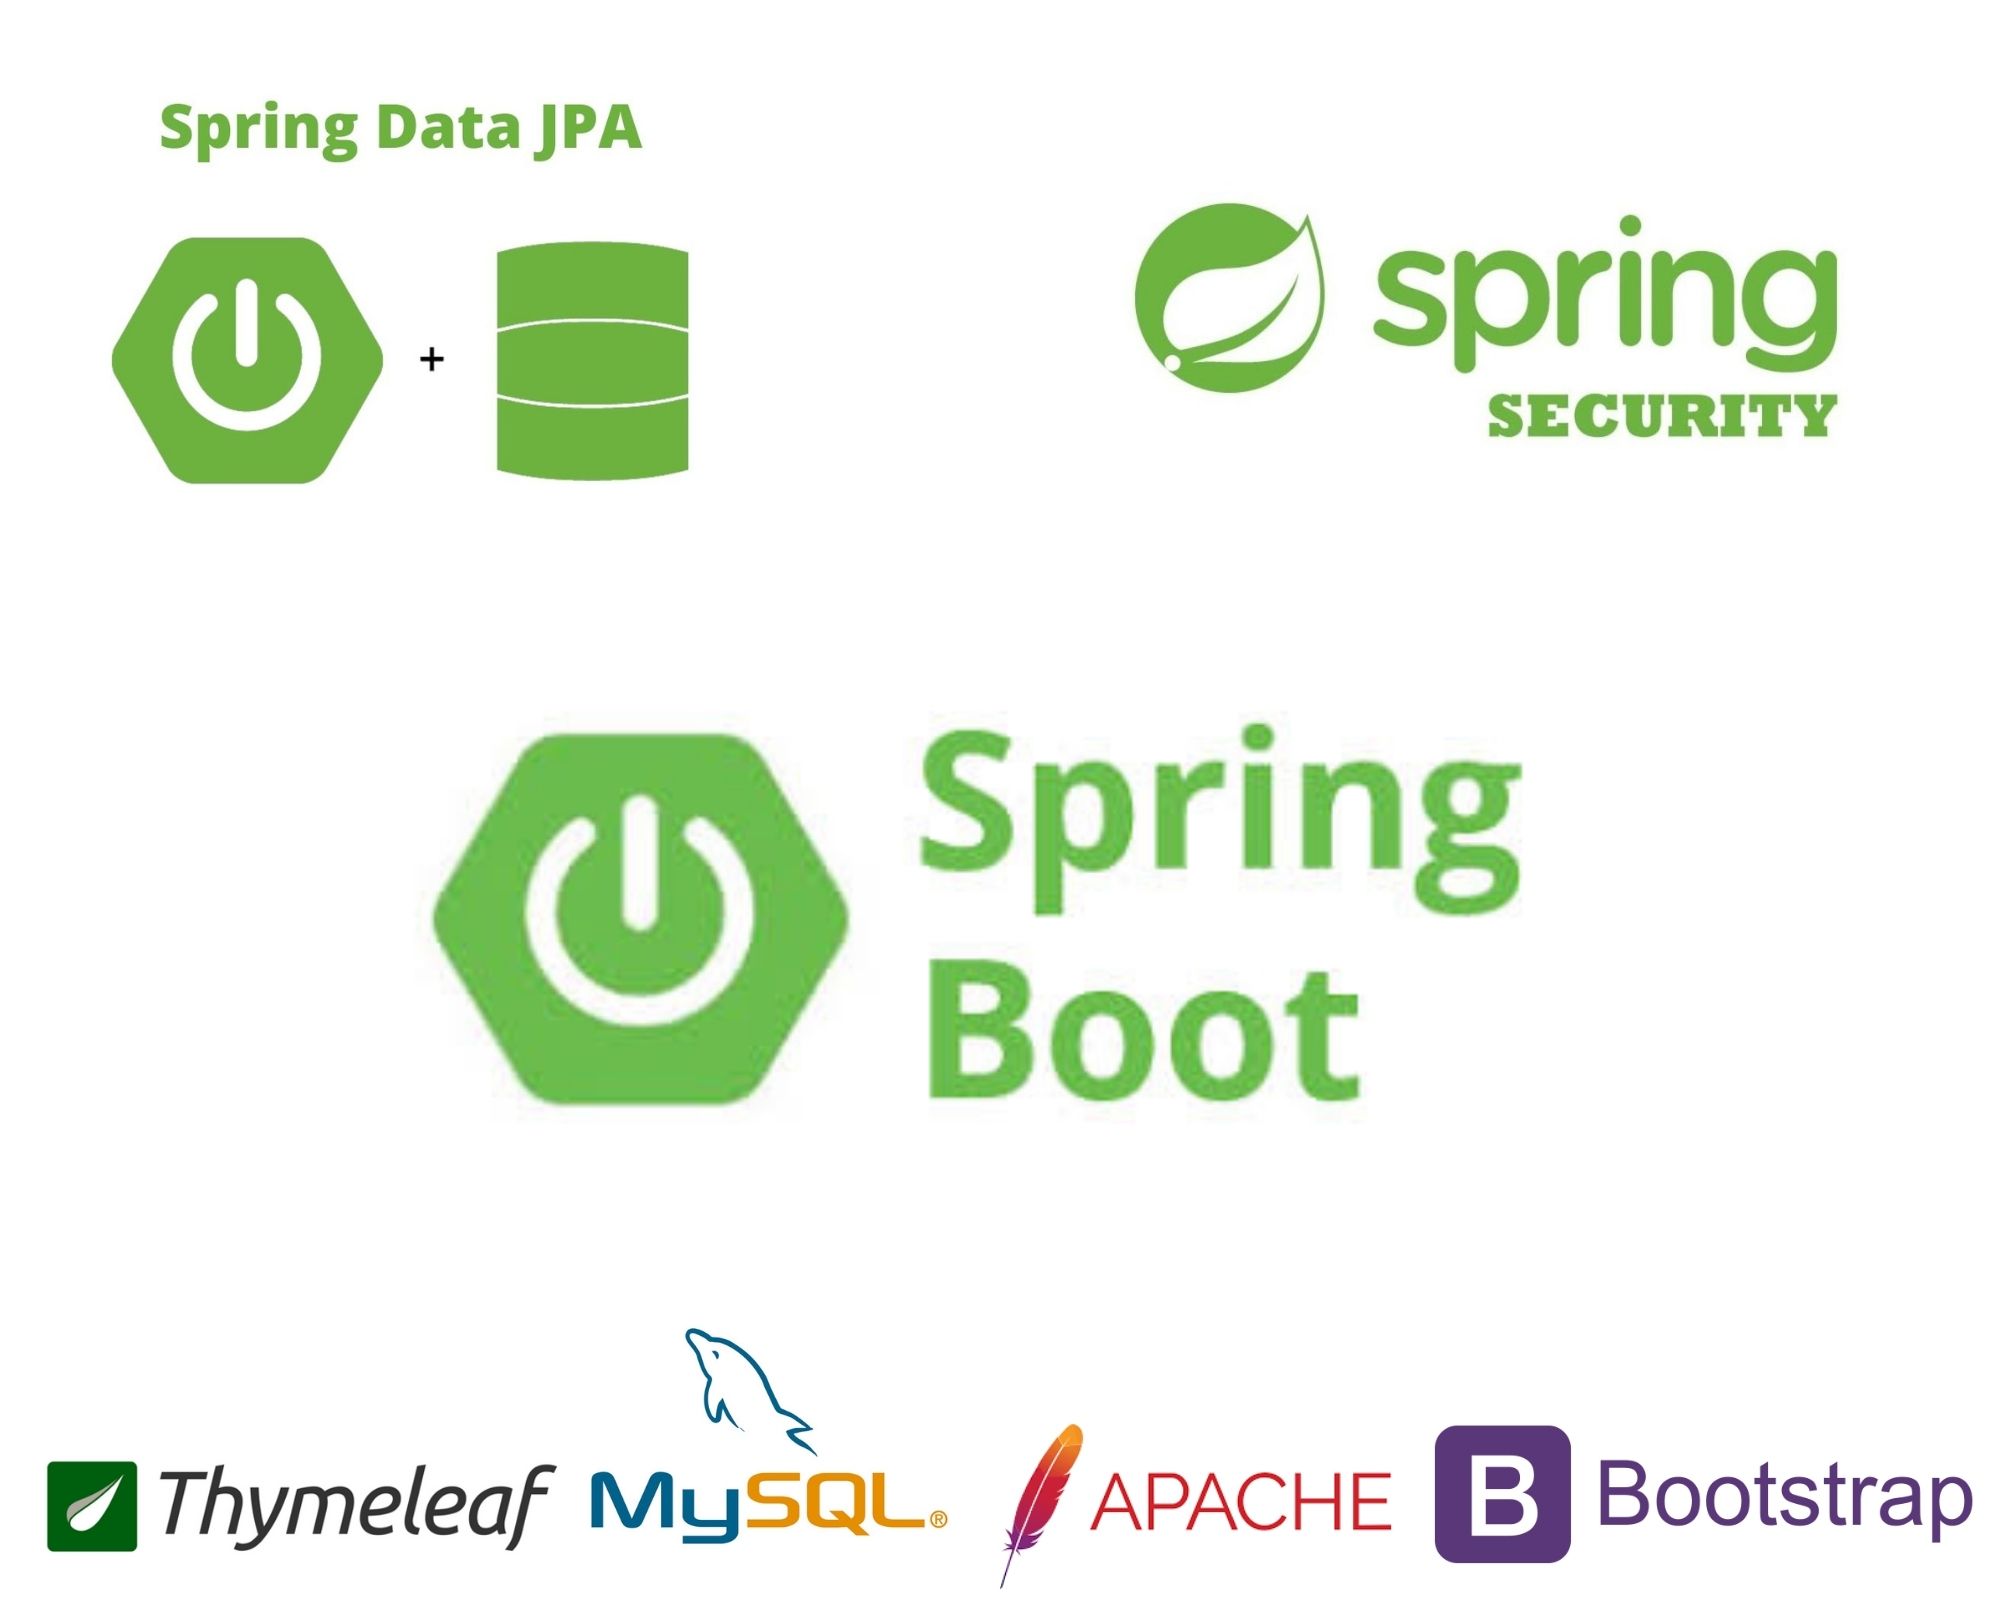 Spring Data JPA
+
spring
SECURITY
Spring
Boot
Thymeleaf
MySQL®
APACHE
B Bootstrap